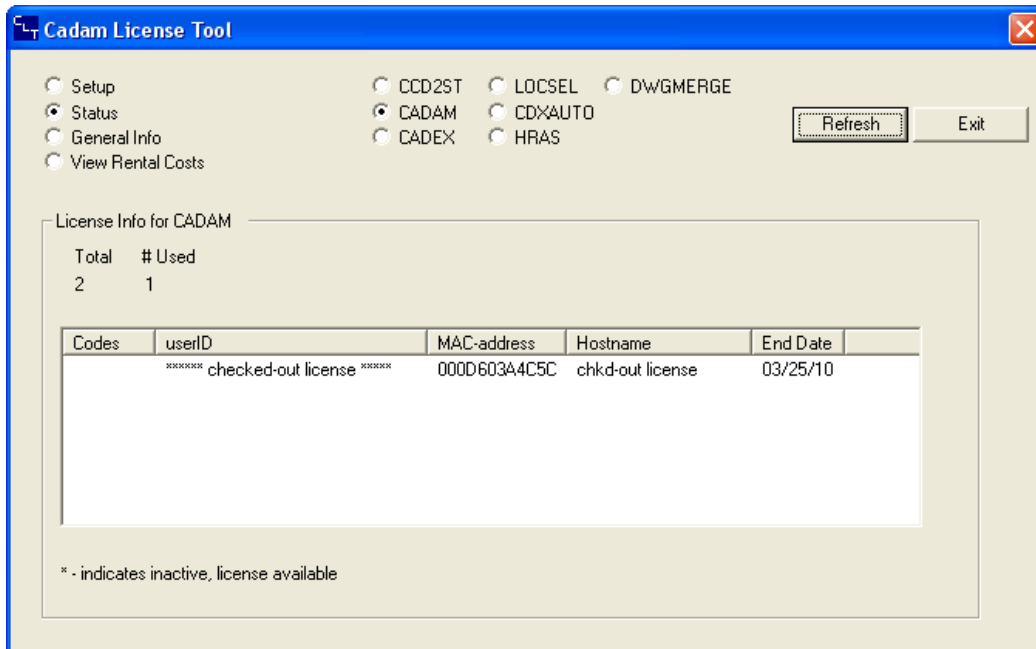 CLT Cadam License Tool
Setup CCD2ST LOCSEL DWGMERGE
Status CADAM CDXAUTO
General Info CADEX HRAS
View Rental Costs
Refresh Exit
License Info for CADAM
Total # Used
2 1
Codes userID MAC-address Hostname End Date
****** checked-out license ***** 000D603A4C5C chkd-out license 03/25/10
* - indicates inactive, license available